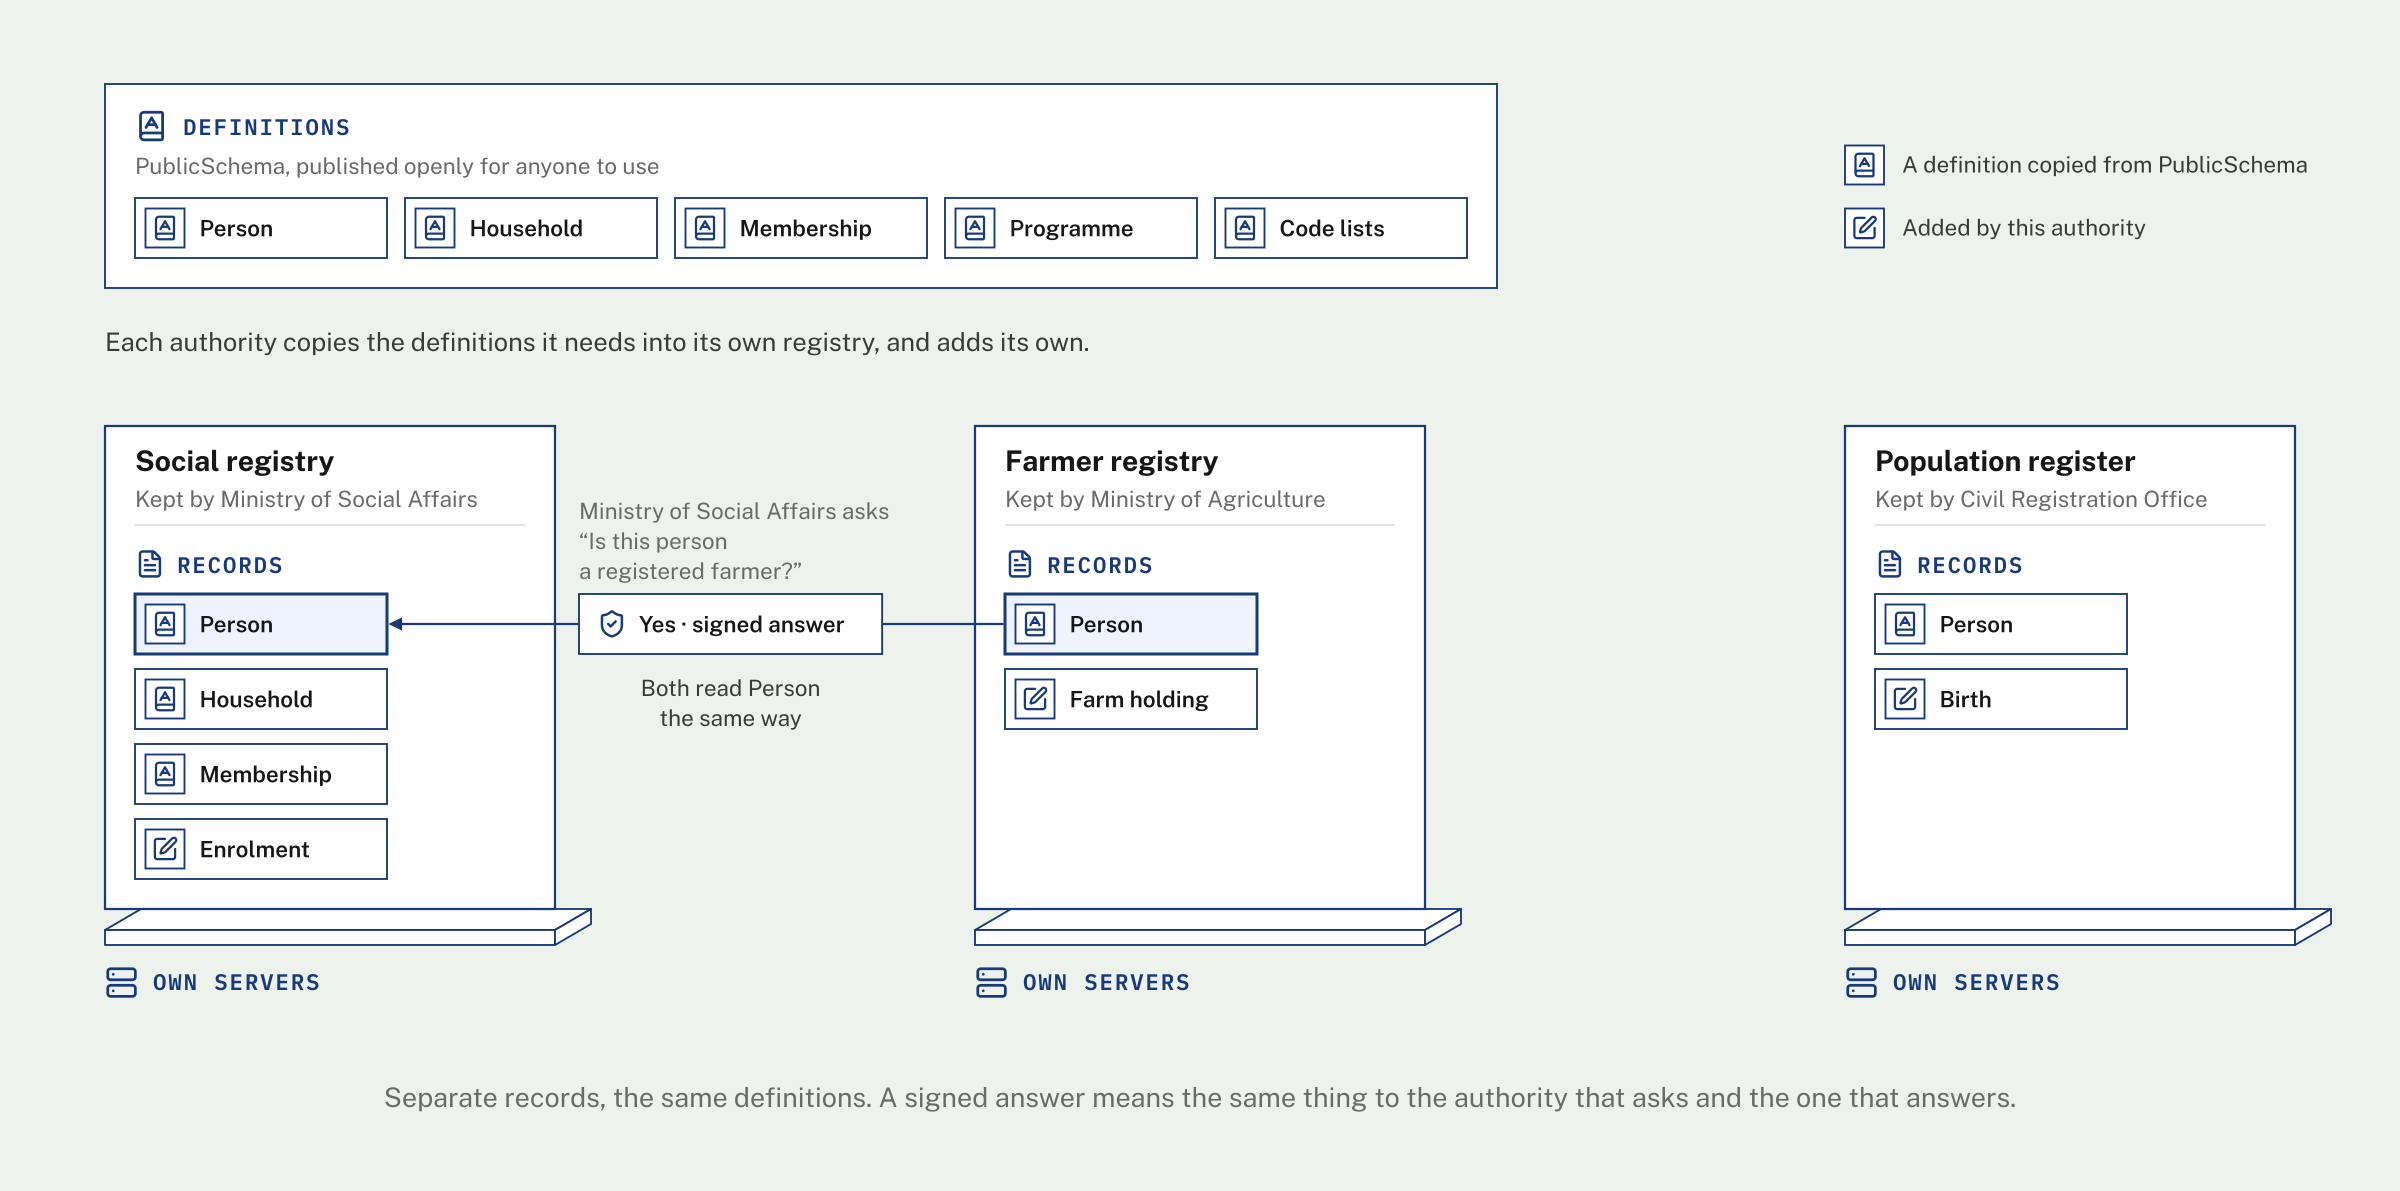 DEFINITIONS
PublicSchema, published openly for anyone to use
Person
Household
Membership
Programme
Code lists
A definition copied from PublicSchema
Added by this authority
Each authority copies the definitions it needs into its own registry, and adds its own.
Social registry
Kept by Ministry of Social Affairs
RECORDS
Person
Household
Membership
Enrolment
OWN SERVERS
Ministry of Social Affairs asks
“Is this person
a registered farmer?”
Yes · signed answer
Both read Person
the same way
Farmer registry
Kept by Ministry of Agriculture
RECORDS
Person
Farm holding
OWN SERVERS
Population register
Kept by Civil Registration Office
RECORDS
Person
Birth
OWN SERVERS
Separate records, the same definitions. A signed answer means the same thing to the authority that asks and the one that answers.